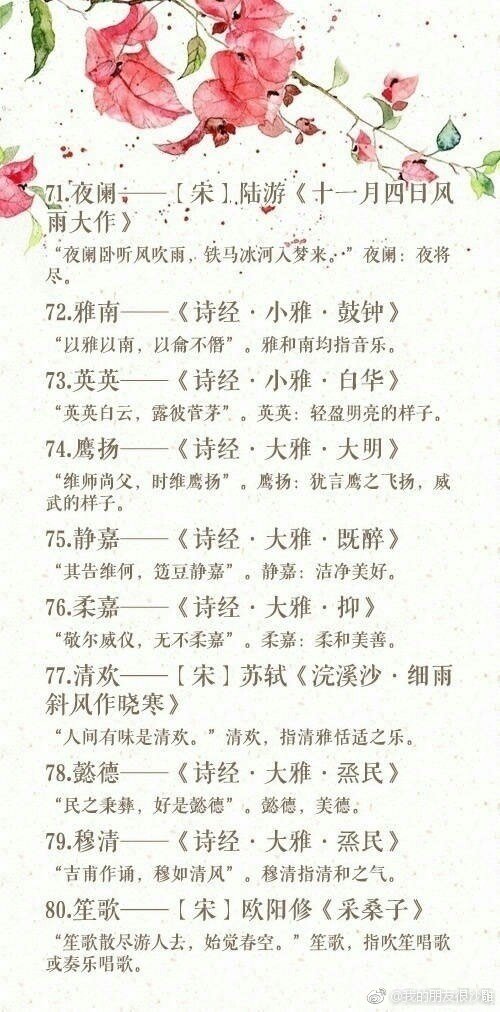 71.夜阑——［宋］陆游《十一月四日风
雨大作》
“夜阑卧听风吹雨，铁马冰河入梦来。”夜阑：夜将
尽。
72.雅南——《诗经·小雅·鼓钟》
“以雅以南，以龠不僭”。雅和南均指音乐。
73.英英——《诗经·小雅·白华》
“英英白云，露彼菅茅”。英英：轻盈明亮的样子。
74.鹰扬——《诗经·大雅·大明》
“维师尚父，时维鹰扬”。鹰扬：犹言鹰之飞扬，威
武的样子。
75.静嘉——《诗经·大雅·既醉》
“其告维何，笾豆静嘉”。静嘉：洁净美好。
76.柔嘉——《诗经·大雅·抑》
“敬尔威仪，无不柔嘉”。柔嘉：柔和美善。
77.清欢——［宋］苏轼《浣溪沙·细雨
斜风作晓寒》
“人间有味是清欢。”清欢，指清雅恬适之乐。
78.懿德——《诗经·大雅·烝民》
“民之秉彝，好是懿德”。懿德，美德。
79.穆清——《诗经·大雅·烝民》
“吉甫作诵，穆如清风”。穆清指清和之气。
80.笙歌——［宋］欧阳修《采桑子》
“笙歌散尽游人去，始觉春空。”笙歌，指吹笙唱歌
或奏乐唱歌。
@我的朋友很沙雕